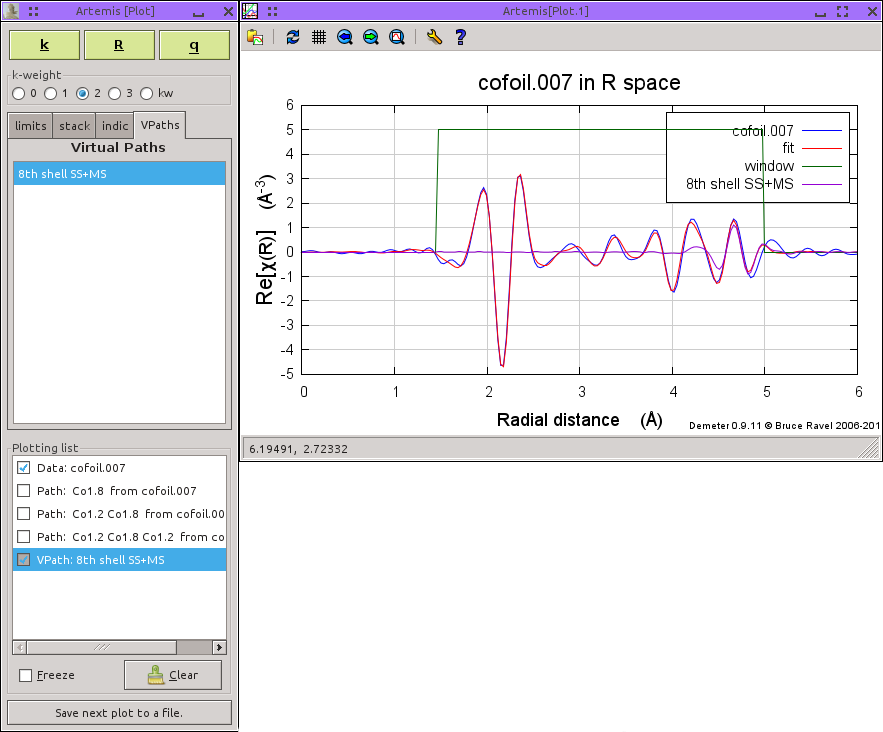 Artemis [Plot]
k R q
k-weight
0 1 2 3 kw
limits stack indic VPaths
Virtual Paths
8th shell SS+MS
Plotting list
Data: cofoil.007
Path: Co1.8 from cofoil.007
Path: Co1.2 Co1.8 from cofoil.00
Path: Co1.2 Co1.8 Co1.2 from co
VPath: 8th shell SS+MS
Freeze
Clear
Save next plot to a file.
Artemis[Plot.1]
cofoil.007 in R space
6
5
4
3
2
1
0
-1
-2
-3
-4
-5
Re[χ(R)] (Å⁻³)
cofoil.007
fit
window
8th shell SS+MS
0 1 2 3 4 5 6
Radial distance (Å)
Demeter 0.9.11 © Bruce Ravel 2006-201
6.19491, 2.72332